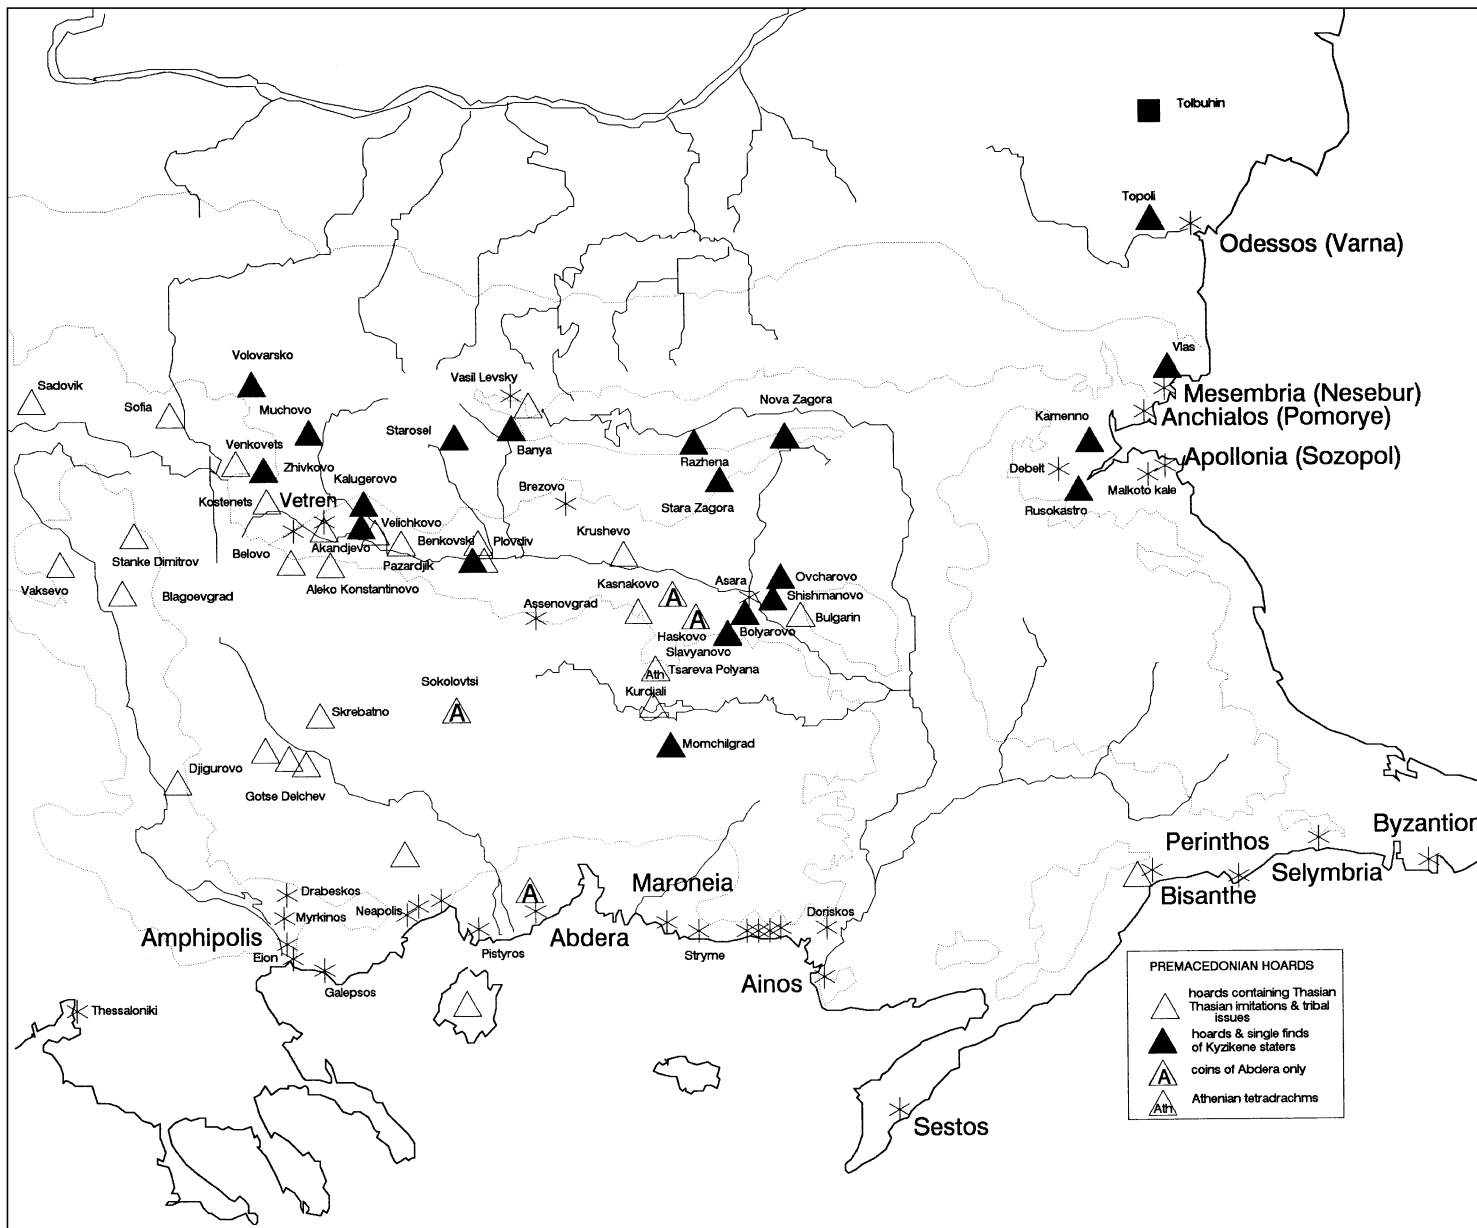 Tolbuhin
Topoli
Odessos (Varna)
Volovarsko
Vlas
Vasil Levsky
Sadovik
Mesembria (Nesebur)
Nova Zagora
Sofia
Muchovo
Kamenno
Anchialos (Pomorye)
Starosel
Venkovets
Banya
Apollonia (Sozopol)
Razhena
Zhivkovo
Debelt
Kalugerovo
Malkoto kale
Kostenets
Vetren
Brezovo
Stara Zagora
Rusokastro
Velichkovo
Krushevo
Benkovski
Plovdiv
Akandjevo
Belovo
Stanke Dimitrov
Pazardjik
Vaksevo
Ovcharovo
Kasnakovo
Asara
Aleko Konstantinovo
Shishmanovo
Blagoevgrad
A
Assenovgrad
A
Bulgarin
Haskovo
Bolyarovo
Slavyanovo
Tsareva Polyana
Ath
Sokolovtsi
Kurdjali
Skrebatno
A
Momchilgrad
Djigurovo
Gotse Delchev
Byzantion
Perinthos
Selymbria
Maroneia
Drabeskos
A
Bisanthe
Neapolis
Myrkinos
Doriskos
Amphipolis
Abdera
Eion
Pistyros
Stryme
Ainos
Galepsos
Thessaloniki
Sestos
PREMACEDONIAN HOARDS
hoards containing Thasian
Thasian imitations & tribal
issues
hoards & single finds
of Kyzikene staters
A
coins of Abdera only
Ath
Athenian tetradrachms